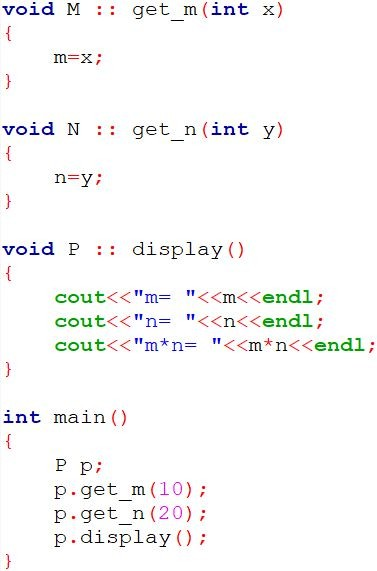 void M :: get_m(int x)
{
    m=x;
}

void N :: get_n(int y)
{
    n=y;
}

void P :: display()
{
    cout<<"m= "<<m<<endl;
    cout<<"n= "<<n<<endl;
    cout<<"m*n= "<<m*n<<endl;
}

int main()
{
    P p;
    p.get_m(10);
    p.get_n(20);
    p.display();
}